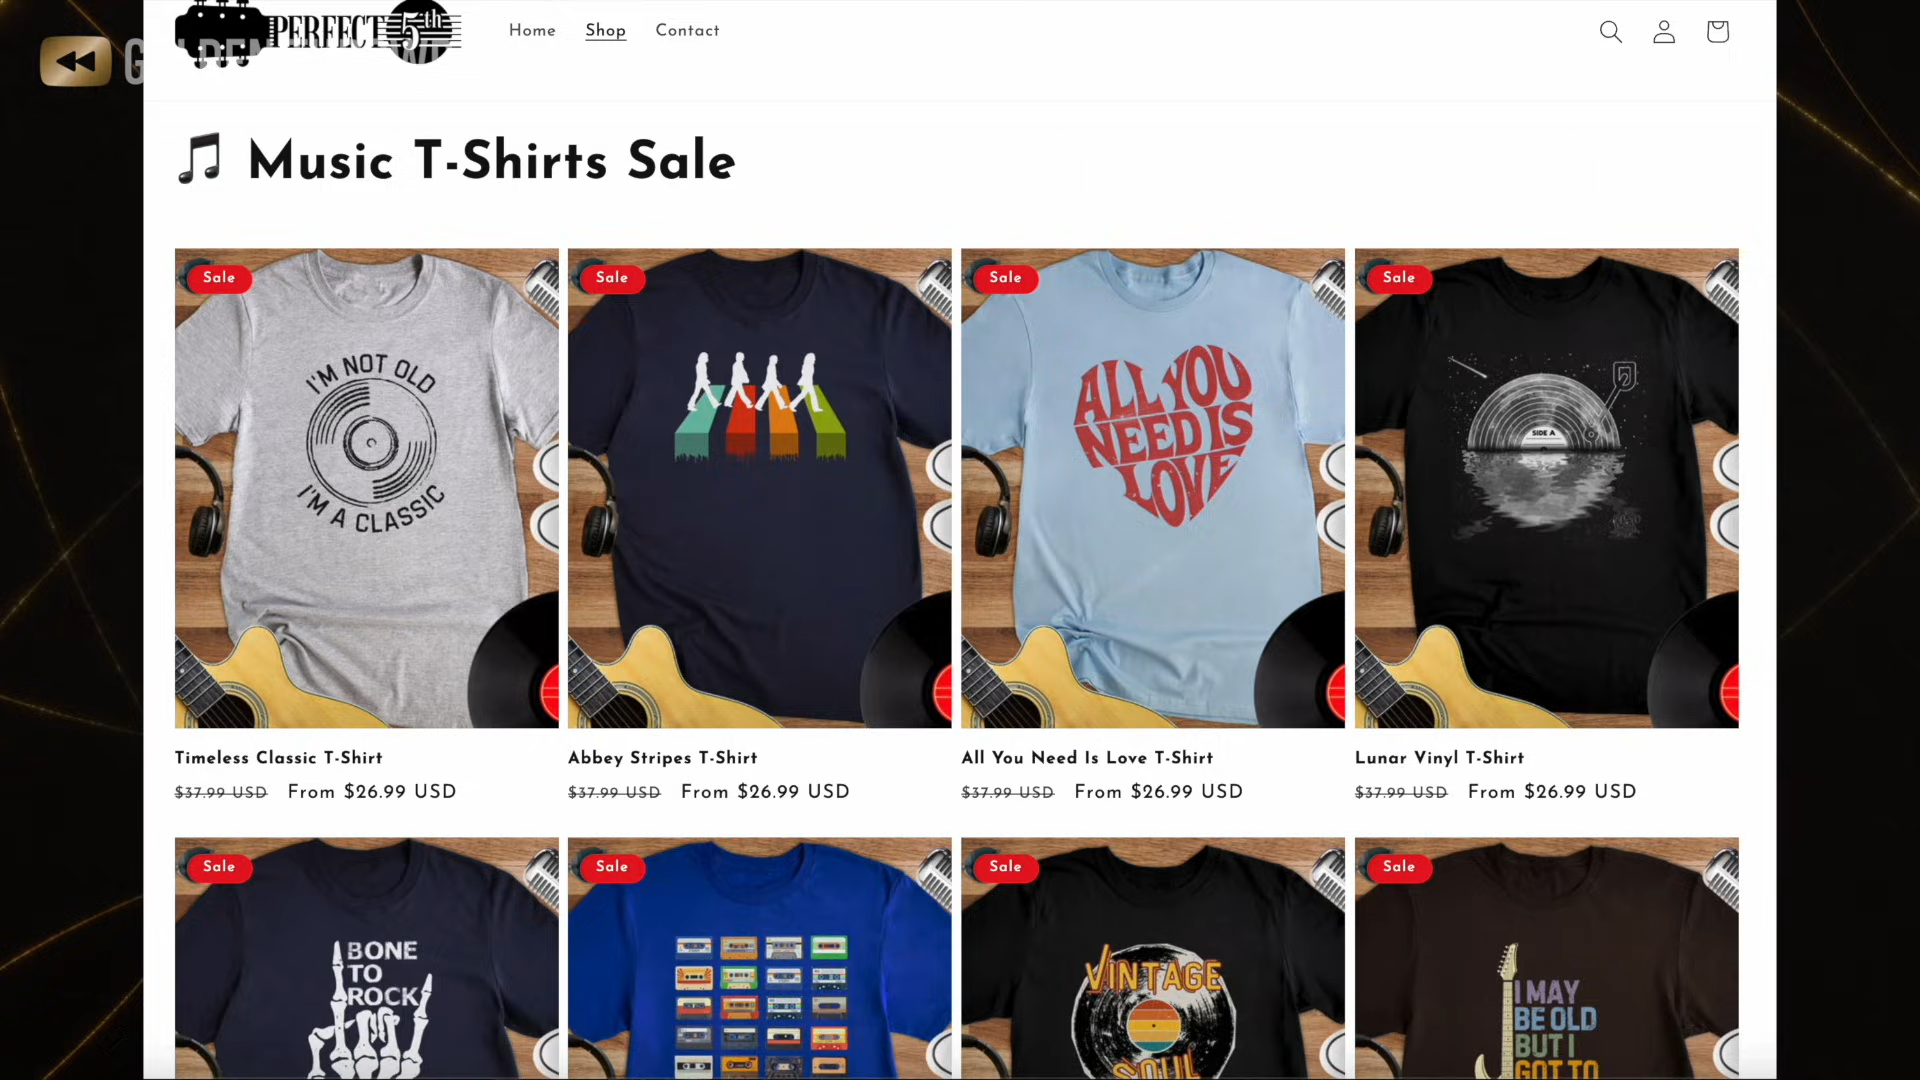 PERFECT 5th
Home Shop Contact
Music T-Shirts Sale
Sale Sale Sale Sale
I'M NOT OLD
I'M A CLASSIC
ALL YOU
NEED IS
LOVE
SIDE A
Timeless Classic T-Shirt
$37.99 USD From $26.99 USD
Abbey Stripes T-Shirt
$37.99 USD From $26.99 USD
All You Need Is Love T-Shirt
$37.99 USD From $26.99 USD
Lunar Vinyl T-Shirt
$37.99 USD From $26.99 USD
Sale Sale Sale Sale
BONE
TO
ROCK
VINTAGE
SOUL
I MAY
BE OLD
BUT I
GOT TO